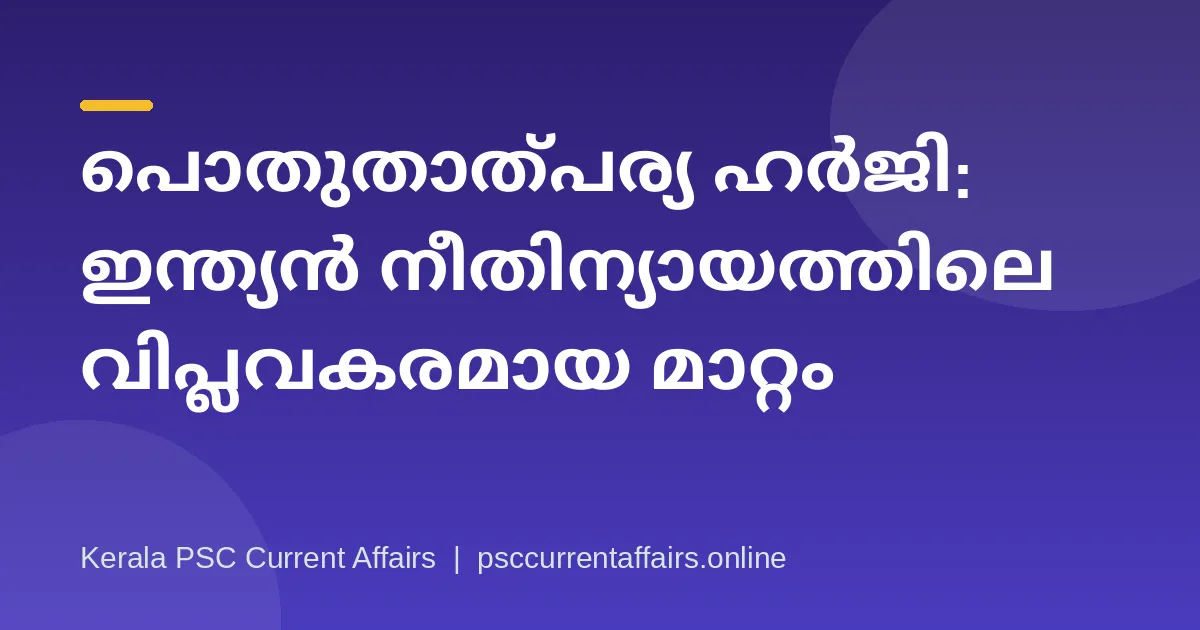 പൊതുതാത്പര്യ ഹർജി:
ഇന്ത്യൻ നീതിന്യായത്തിലെ
വിപ്ലവകരമായ മാറ്റം
Kerala PSC Current Affairs | psccurrentaffairs.online